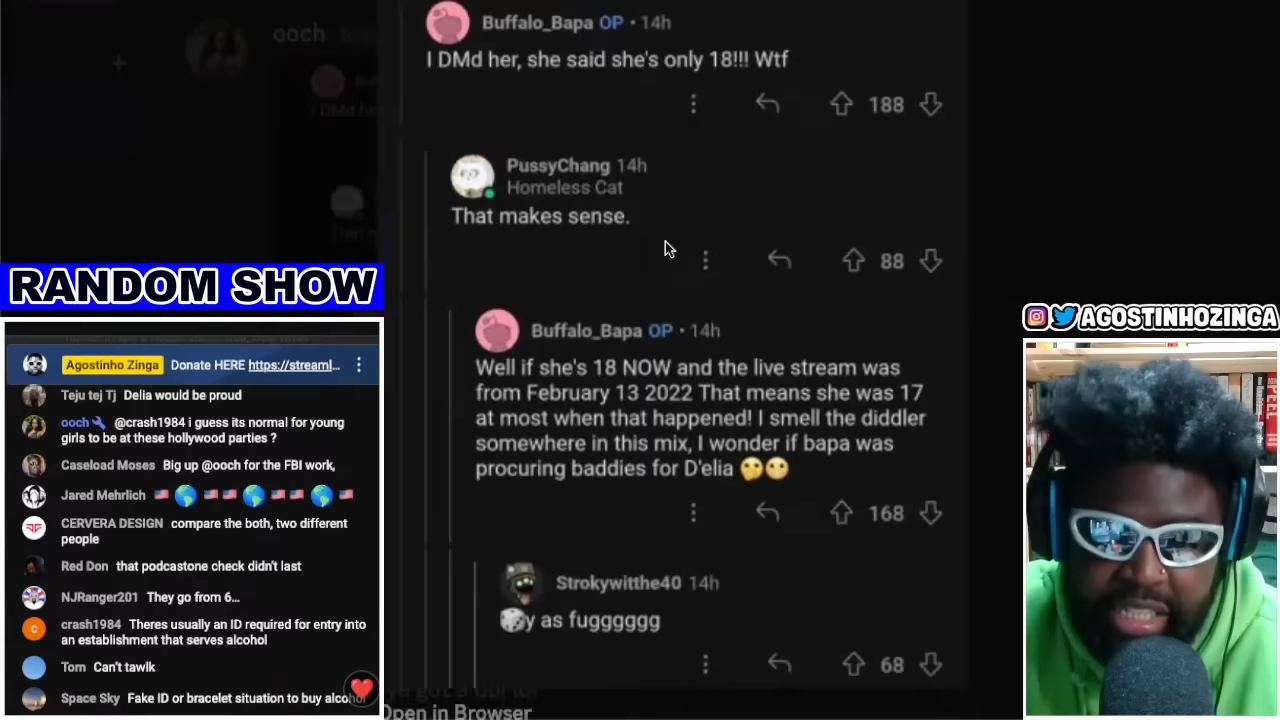 ooch
Buffalo_Bapa OP • 14h
I DMd her, she said she's only 18!!! Wtf
188
PussyChang 14h
Homeless Cat
That makes sense.
88
Buffalo_Bapa OP • 14h
Well if she's 18 NOW and the live stream was
from February 13 2022 That means she was 17
at most when that happened! I smell the diddler
somewhere in this mix, I wonder if bapa was
procuring baddies for D'elia 🤔🤭
168
Strokywitthe40 14h
🎲y as fugggggg
68
Open in Browser
RANDOM SHOW
Agostinho Zinga Donate HERE https://streaml...
Teju tej Tj Delia would be proud
ooch 🔧 @crash1984 i guess its normal for young
girls to be at these hollywood parties ?
Caseload Moses Big up @ooch for the FBI work,
Jared Mehrlich 🇺🇸 🌎 🇺🇸 🇺🇸 🌎 🇺🇸 🇺🇸 🌎 🇺🇸
CERVERA DESIGN compare the both, two different
people
Red Don that podcastone check didn't last
NJRanger201 They go from 6...
crash1984 Theres usually an ID required for entry into
an establishment that serves alcohol
Tom Can't tawlk
Space Sky Fake ID or bracelet situation to buy alcohol
@AGOSTINHOZINGA